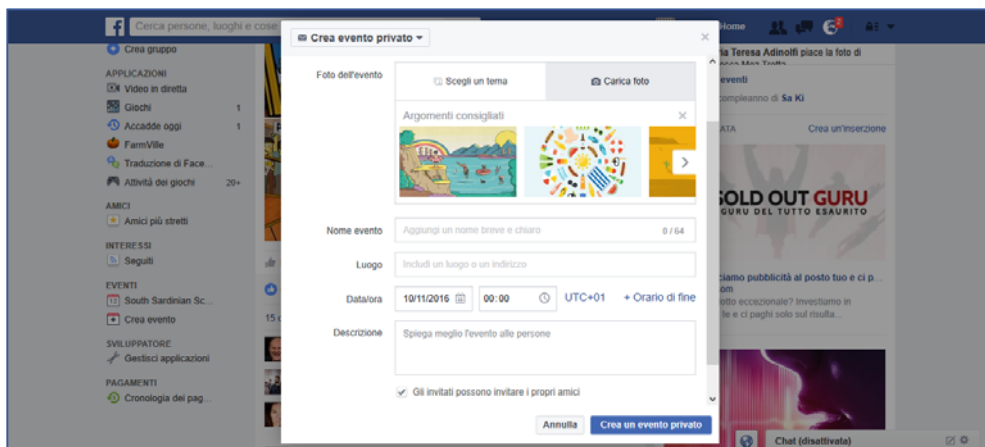 Cerca persone, luoghi e cose
Home
Crea gruppo
APPLICAZIONI
Video in diretta
Giochi 1
Accadde oggi 1
FarmVille
Traduzione di Face...
Attività dei giochi 20+
AMICI
Amici più stretti
INTERESSI
Seguiti
EVENTI
South Sardinian Sc...
Crea evento
SVILUPPATORE
Gestisci applicazioni
PAGAMENTI
Cronologia dei pag...
15
Crea evento privato
Foto dell'evento
Scegli un tema
Carica foto
Argomenti consigliati
Nome evento
Aggiungi un nome breve e chiaro
0 / 64
Luogo
Includi un luogo o un indirizzo
Data/ora
10/11/2016
00:00
UTC+01
+ Orario di fine
Descrizione
Spiega meglio l'evento alle persone
Gli invitati possono invitare i propri amici
Annulla
Crea un evento privato
ia Teresa Adinolfi piace la foto di
eventi
compleanno di Sa Ki
ATA
Crea un'inserzione
SOLD OUT GURU
GURU DEL TUTTO ESAURITO
ciamo pubblicità al posto tuo e ci p...
om
otto eccezionale? Investiamo in
te e ci paghi solo sul risulta...
Chat (disattivata)